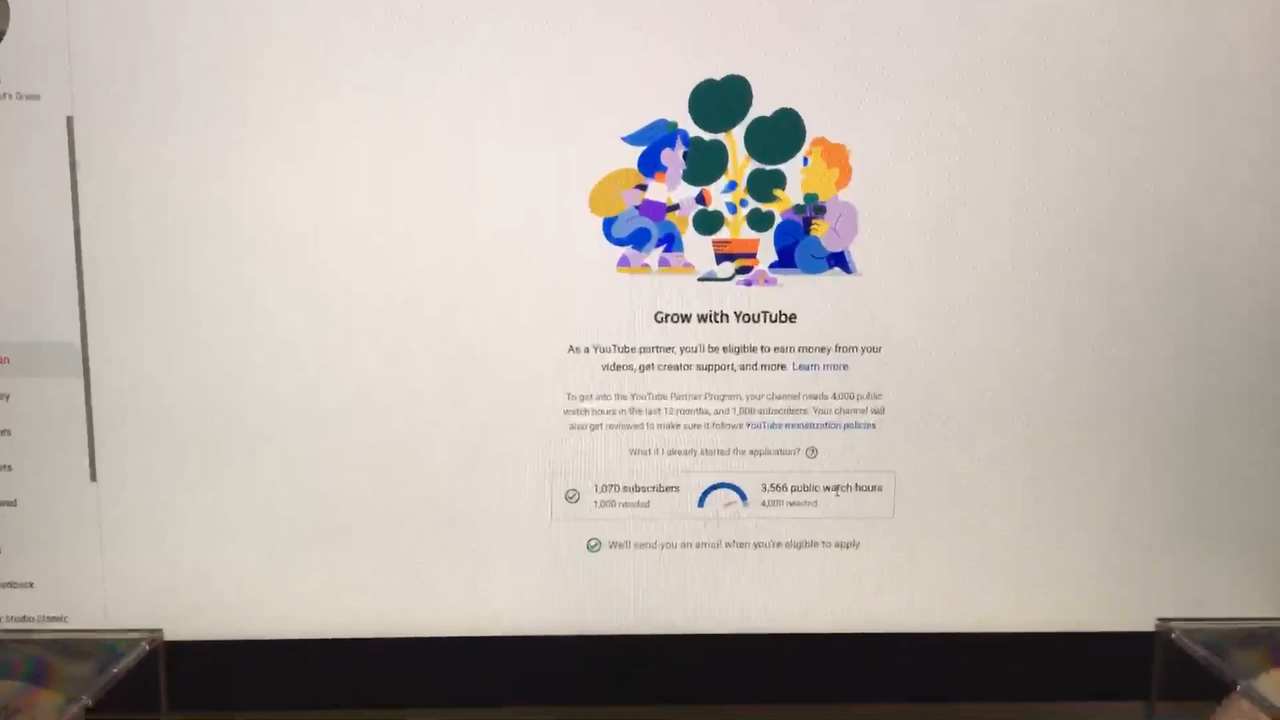 Grow with YouTube
As a YouTube partner, you'll be eligible to earn money from your
videos, get creator support, and more. Learn more
To get into the YouTube Partner Program, your channel needs 4,000 public
watch hours in the last 12 months, and 1,000 subscribers. Your channel will
also get reviewed to make sure it follows YouTube monetization policies
What if I already started the application?
1,070 subscribers
1,000 needed
3,566 public watch hours
4,000 needed
We'll send you an email when you're eligible to apply